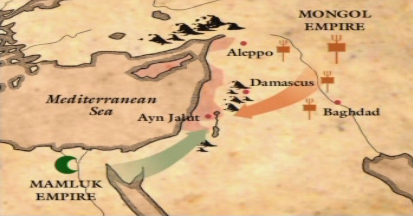 MONGOL
EMPIRE
Aleppo
Damascus
Mediterranean
Sea
Ayn Jalut
Baghdad
MAMLUK
EMPIRE